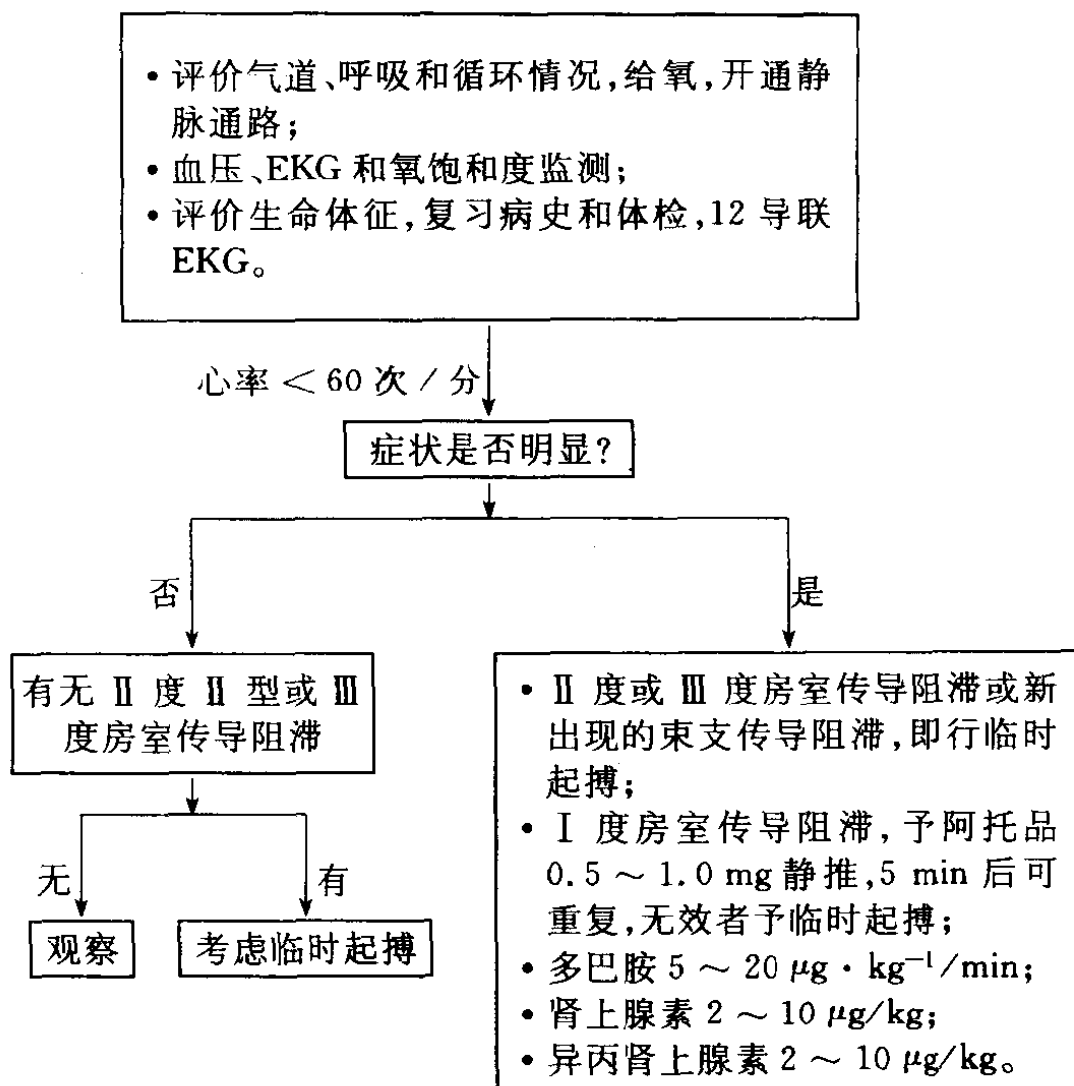 • 评价气道、呼吸和循环情况,给氧,开通静
脉通路;
• 血压、EKG 和氧饱和度监测;
• 评价生命体征,复习病史和体检,12 导联
EKG。
心率 < 60 次 / 分
症状是否明显?
否
是
有无 Ⅱ 度 Ⅱ 型或 Ⅲ
度房室传导阻滞
无
有
观察
考虑临时起搏
• Ⅱ 度或 Ⅲ 度房室传导阻滞或新
出现的束支传导阻滞,即行临时
起搏;
• Ⅰ 度房室传导阻滞,予阿托品
0.5 ~ 1.0 mg 静推,5 min 后可
重复,无效者予临时起搏;
• 多巴胺 5 ~ 20 μg · kg⁻¹/min;
• 肾上腺素 2 ~ 10 μg/kg;
• 异丙肾上腺素 2 ~ 10 μg/kg。